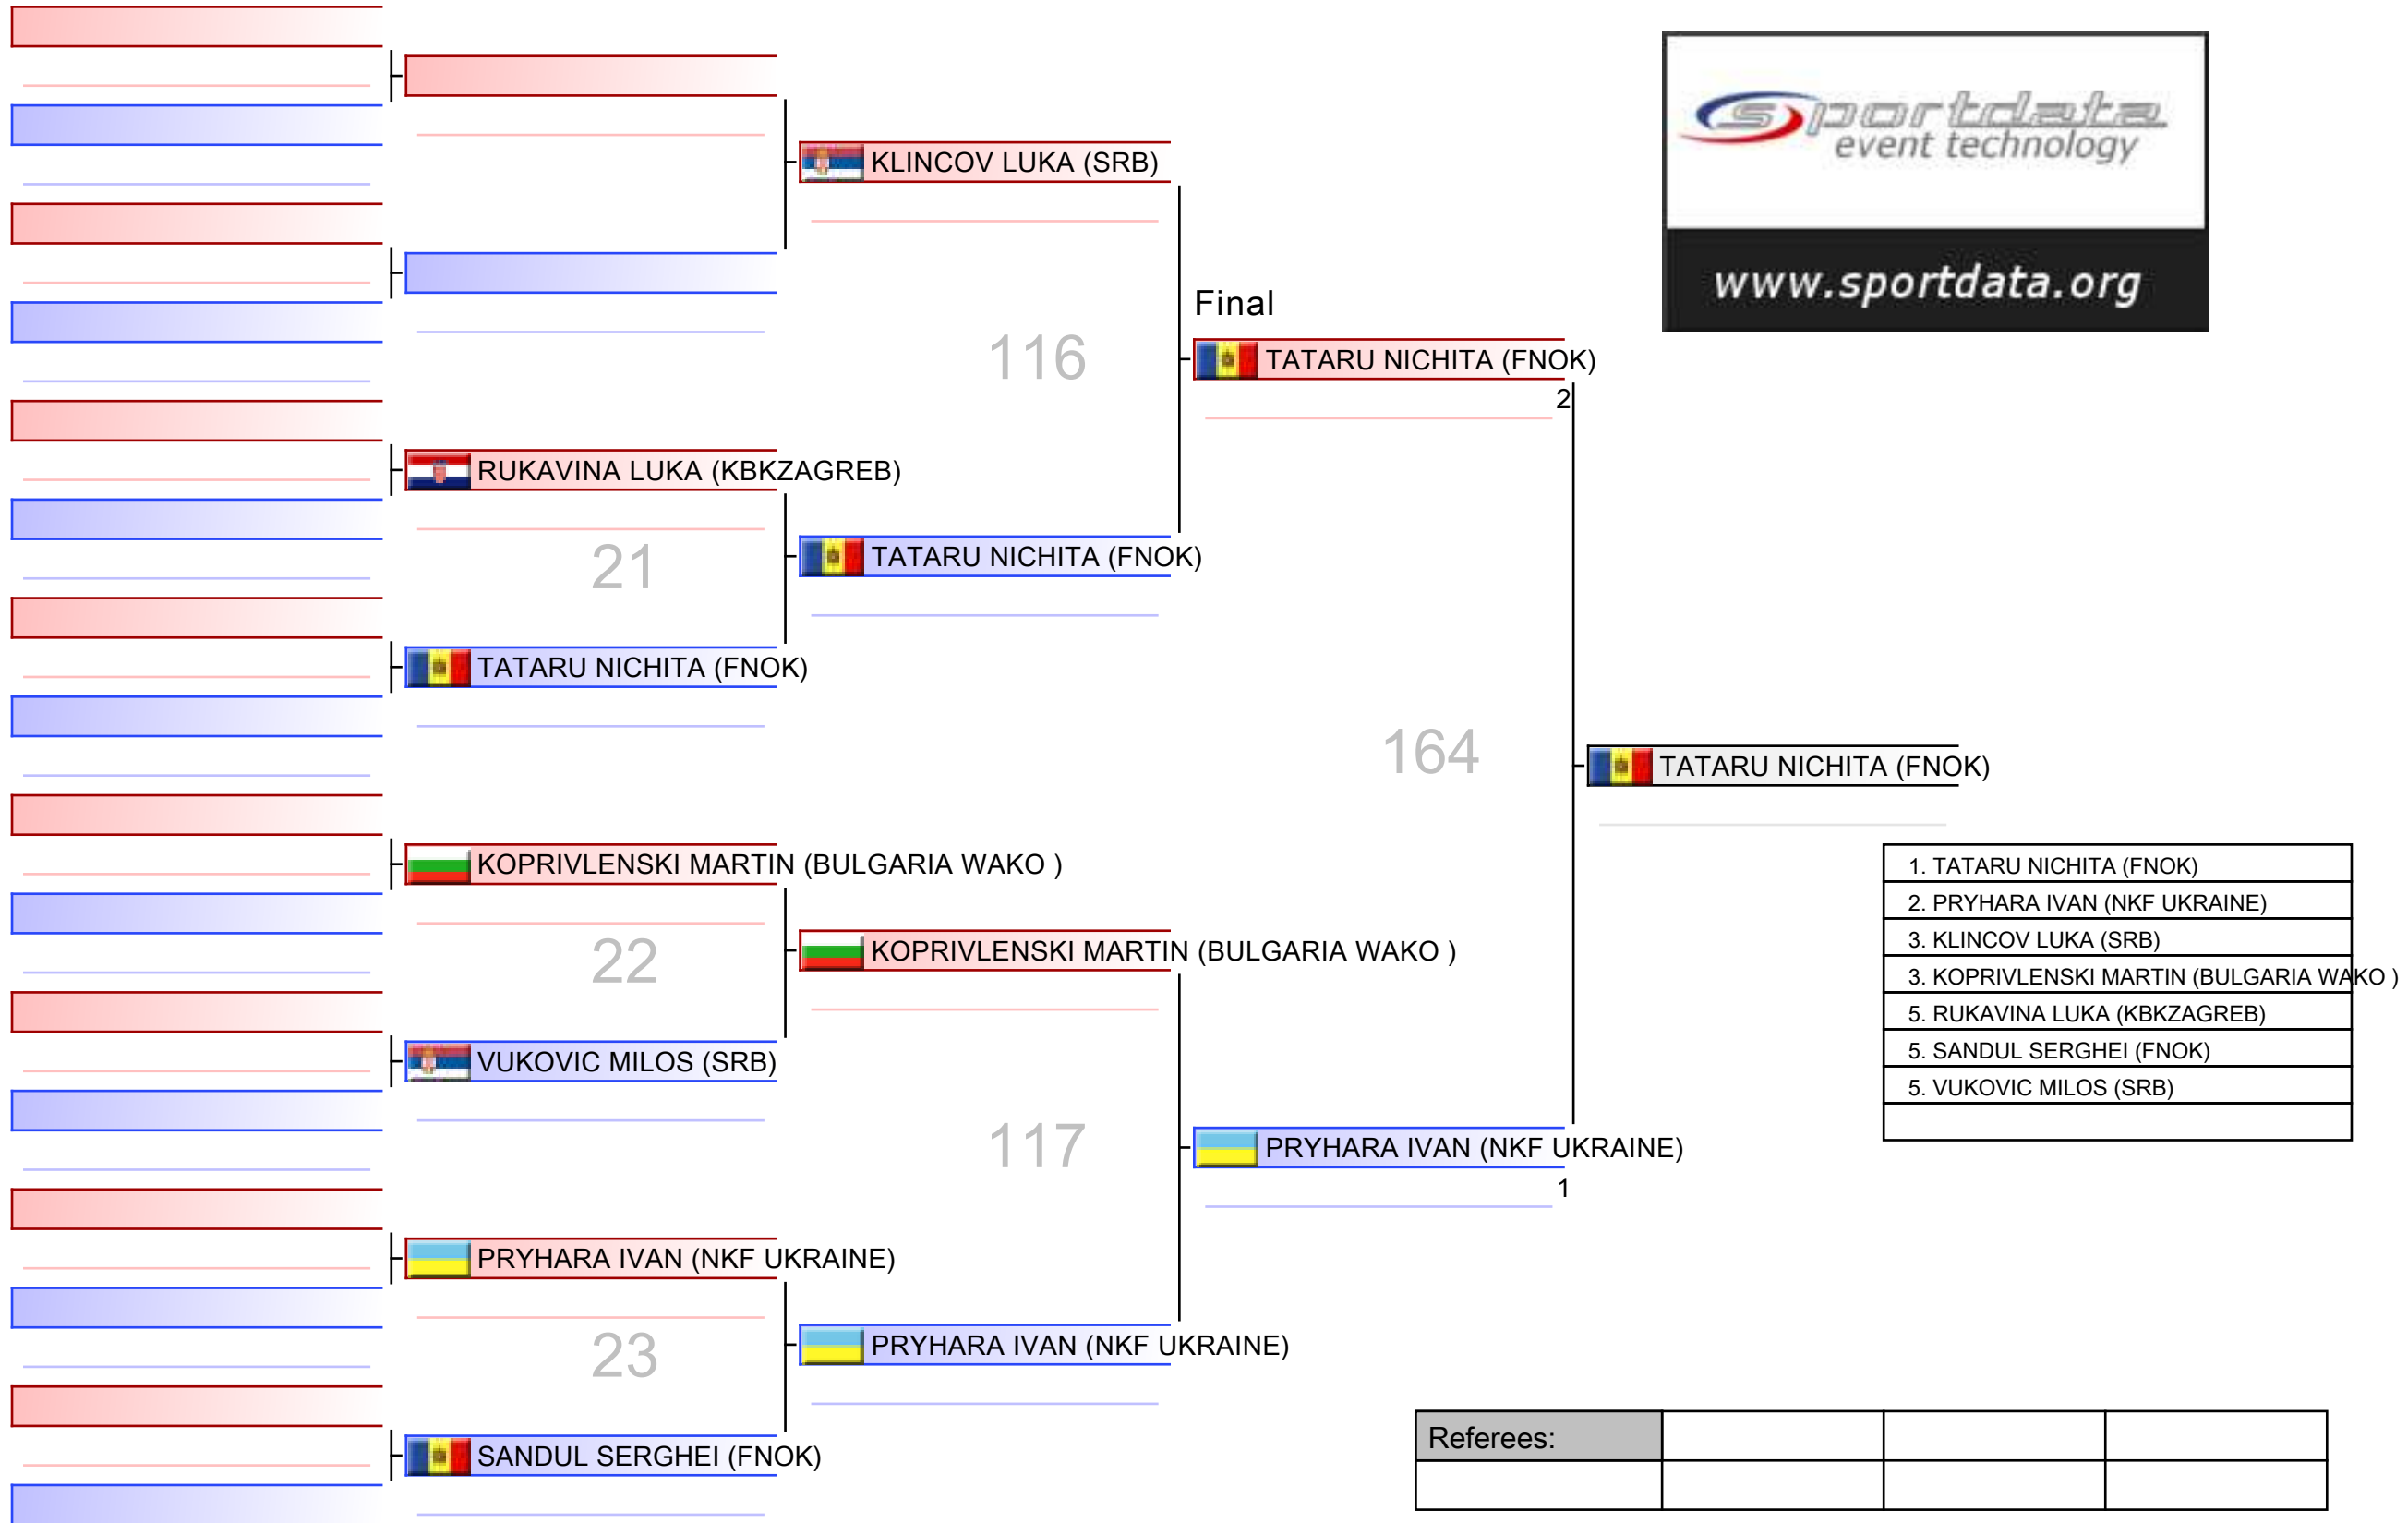 sportdata
event technology
www.sportdata.org
KLINCOV LUKA (SRB)
116
Final
TATARU NICHITA (FNOK)
2
RUKAVINA LUKA (KBKZAGREB)
21
TATARU NICHITA (FNOK)
TATARU NICHITA (FNOK)
164
TATARU NICHITA (FNOK)
KOPRIVLENSKI MARTIN (BULGARIA WAKO )
22
KOPRIVLENSKI MARTIN (BULGARIA WAKO )
VUKOVIC MILOS (SRB)
117
PRYHARA IVAN (NKF UKRAINE)
1
PRYHARA IVAN (NKF UKRAINE)
23
PRYHARA IVAN (NKF UKRAINE)
SANDUL SERGHEI (FNOK)
1. TATARU NICHITA (FNOK)
2. PRYHARA IVAN (NKF UKRAINE)
3. KLINCOV LUKA (SRB)
3. KOPRIVLENSKI MARTIN (BULGARIA WAKO )
5. RUKAVINA LUKA (KBKZAGREB)
5. SANDUL SERGHEI (FNOK)
5. VUKOVIC MILOS (SRB)
Referees: